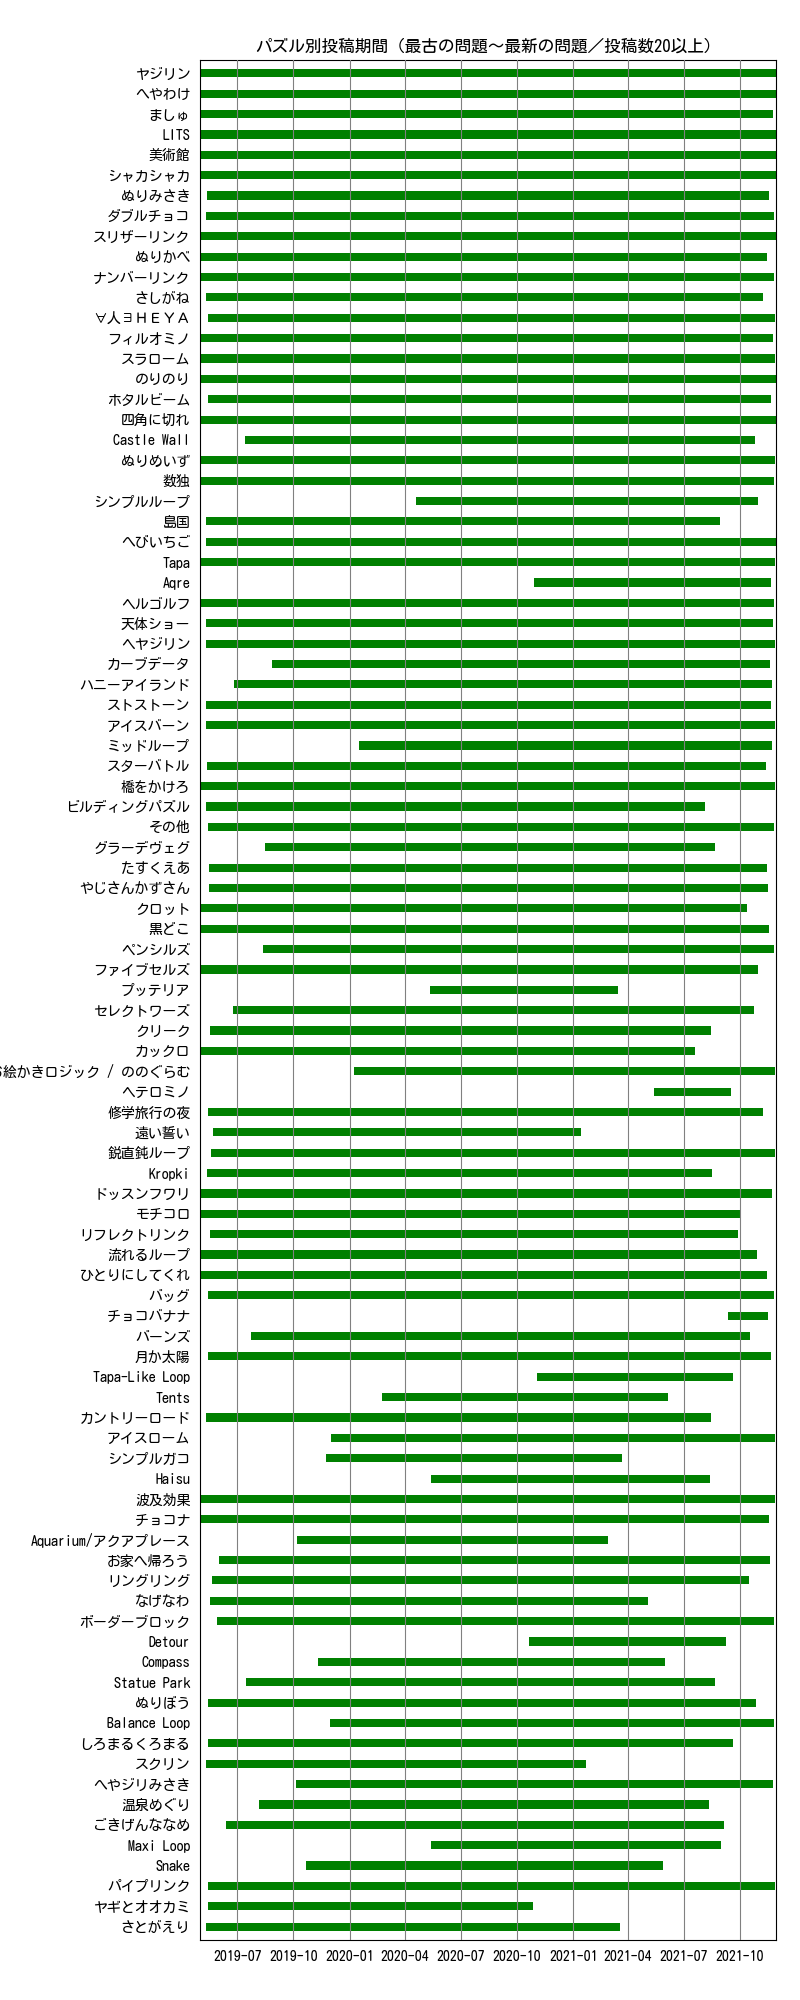 パズル別投稿期間（最古の問題～最新の問題／投稿数20以上）
ヤジリン
へやわけ
ましゅ
LITS
美術館
シャカシャカ
ぬりみさき
ダブルチョコ
スリザーリンク
ぬりかべ
ナンバーリンク
さしがね
∀人∃ＨＥＹＡ
フィルオミノ
スラローム
のりのり
ホタルビーム
四角に切れ
Castle Wall
ぬりめいず
数独
シンプルループ
島国
へびいちご
Tapa
Aqre
ヘルゴルフ
天体ショー
ヘヤジリン
カーブデータ
ハニーアイランド
ストストーン
アイスバーン
ミッドループ
スターバトル
橋をかけろ
ビルディングパズル
その他
グラーデヴェグ
たすくえあ
やじさんかずさん
クロット
黒どこ
ペンシルズ
ファイブセルズ
プッテリア
セレクトワーズ
クリーク
カックロ
絵かきロジック / ののぐらむ
ヘテロミノ
修学旅行の夜
遠い誓い
鋭直鈍ループ
Kropki
ドッスンフワリ
モチコロ
リフレクトリンク
流れるループ
ひとりにしてくれ
バッグ
チョコバナナ
バーンズ
月か太陽
Tapa-Like Loop
Tents
カントリーロード
アイスローム
シンプルガコ
Haisu
波及効果
チョコナ
Aquarium/アクアプレース
お家へ帰ろう
リングリング
なげなわ
ボーダーブロック
Detour
Compass
Statue Park
ぬりぼう
Balance Loop
しろまるくろまる
スクリン
へやジリみさき
温泉めぐり
ごきげんななめ
Maxi Loop
Snake
パイプリンク
ヤギとオオカミ
さとがえり
2019-07 2019-10 2020-01 2020-04 2020-07 2020-10 2021-01 2021-04 2021-07 2021-10